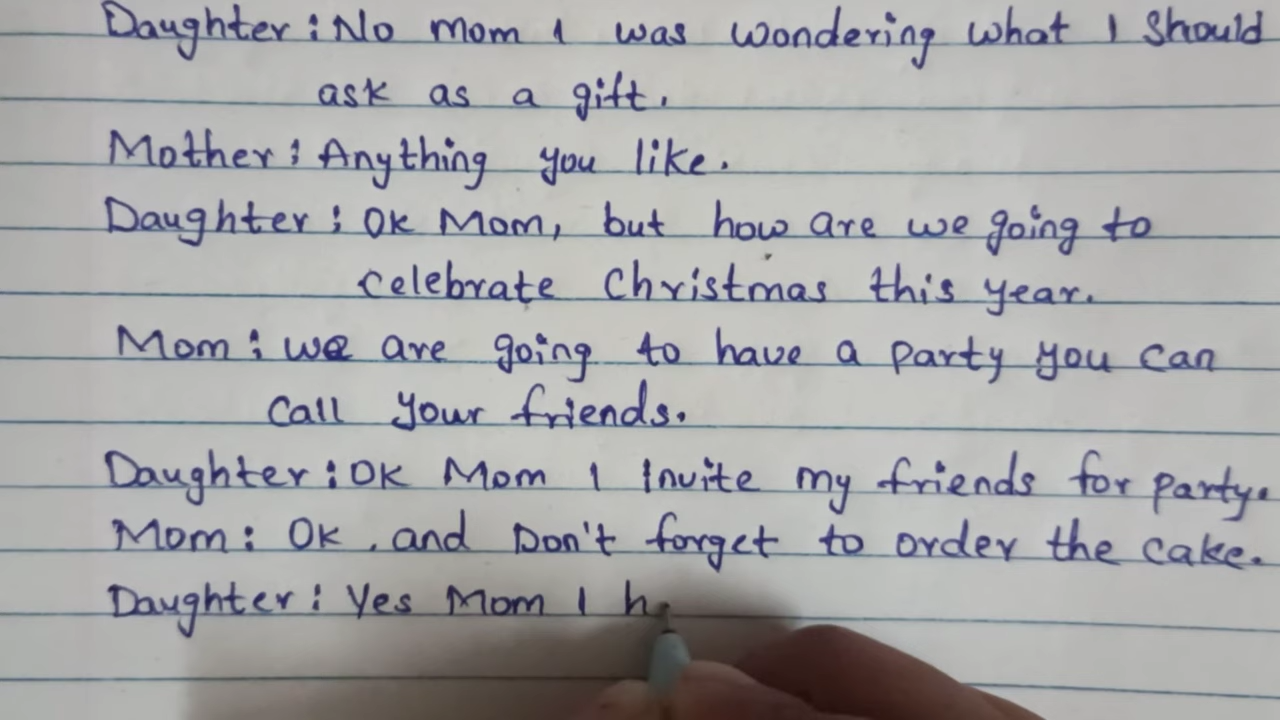 Daughter: No mom I was wondering what I should
ask as a gift.
Mother: Anything you like.
Daughter: Ok Mom, but how are we going to
celebrate Christmas this year.
Mom: we are going to have a party you can
call your friends.
Daughter: Ok Mom I Invite my friends for party.
Mom: Ok, and Don't forget to order the cake.
Daughter: Yes Mom I h